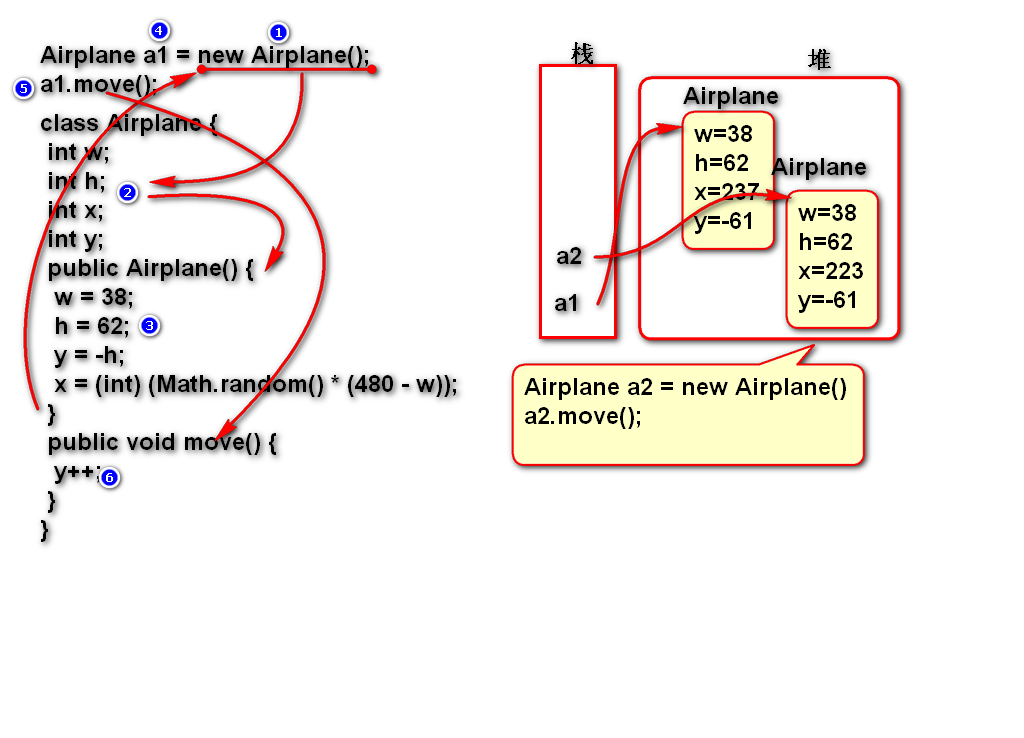 4
1
Airplane a1 = new Airplane();
5
a1.move();
class Airplane {
int w;
int h;
2
int x;
int y;
public Airplane() {
w = 38;
h = 62;
3
y = -h;
x = (int) (Math.random() * (480 - w));
}
public void move() {
y++;
6
}
}
栈
a2
a1
堆
Airplane
w=38
h=62
x=237
y=-61
Airplane
w=38
h=62
x=223
y=-61
Airplane a2 = new Airplane()
a2.move();